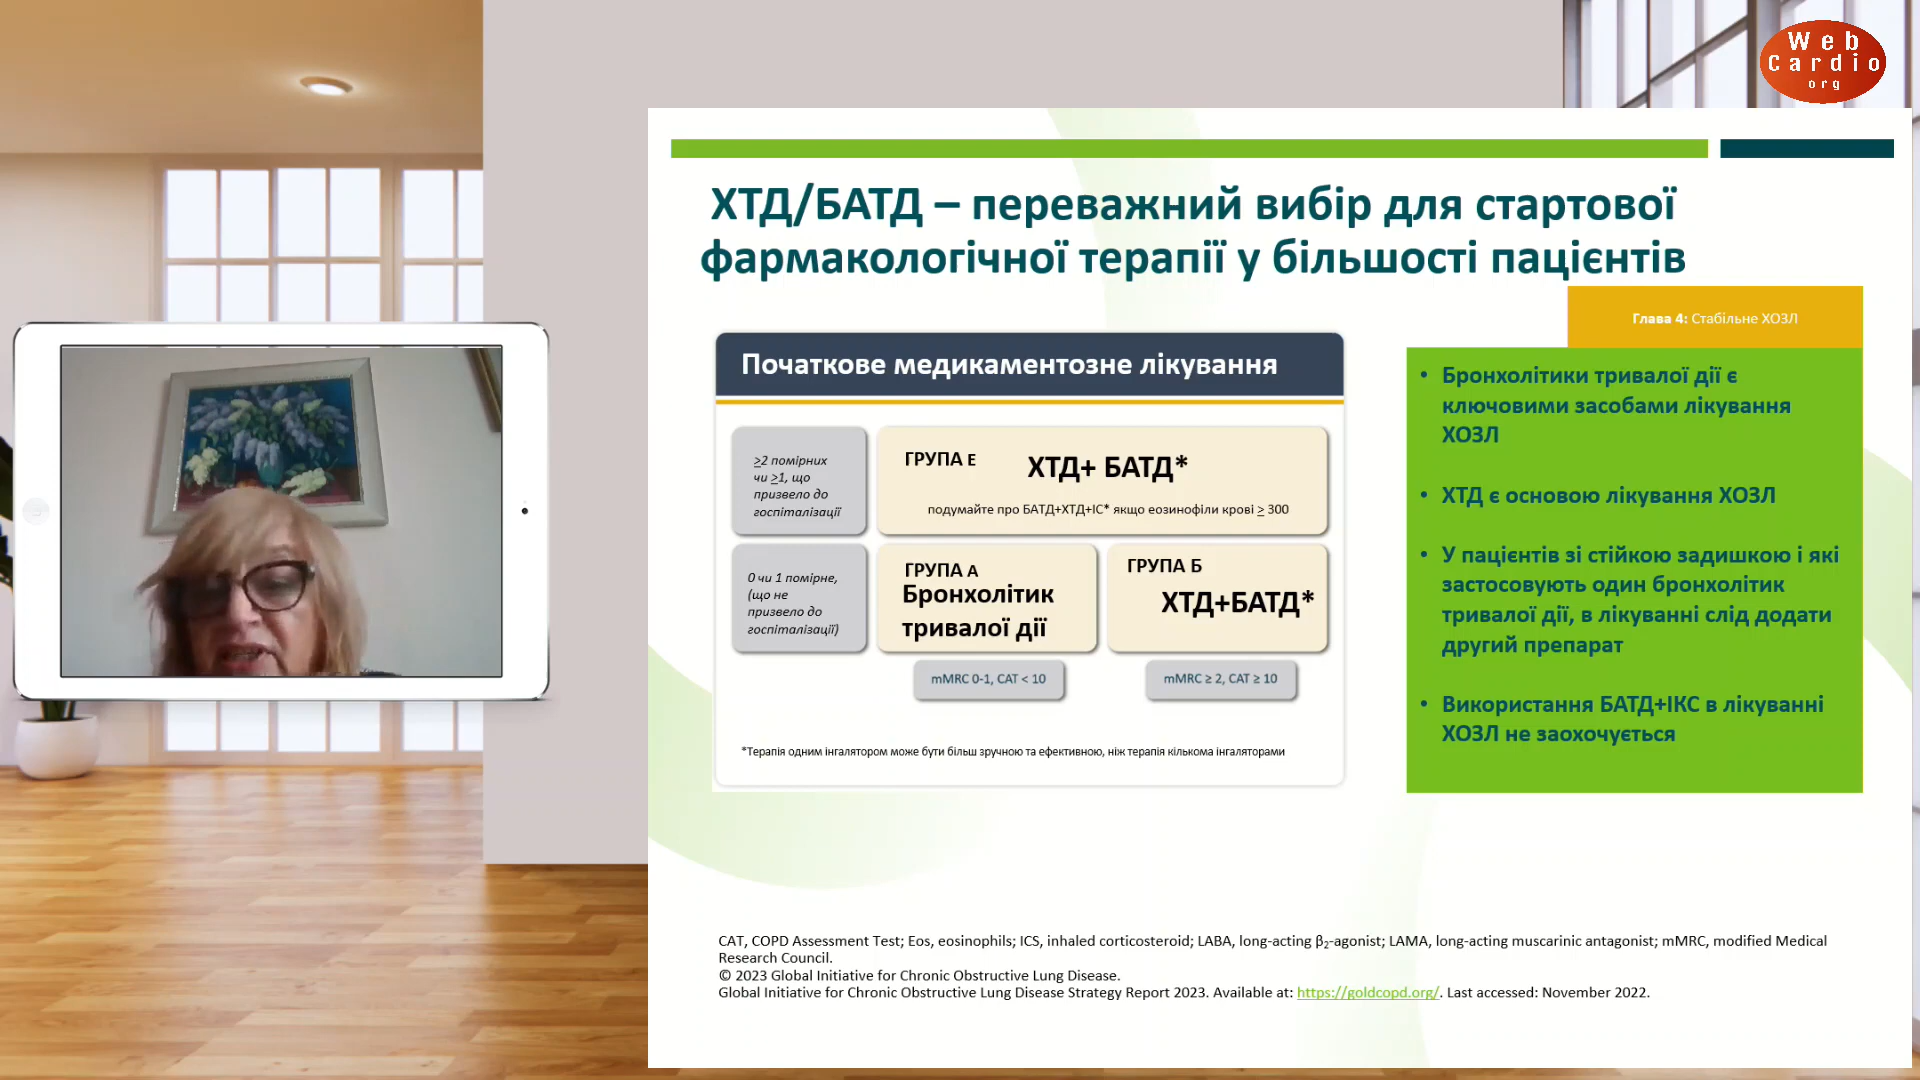 Web
Cardio
org
ХТД/БАТД – переважний вибір для стартової
фармакологічної терапії у більшості пацієнтів
Глава 4: Стабільне ХОЗЛ
Початкове медикаментозне лікування
≥2 помірних
чи ≥1, що
призвело до
госпіталізації
ГРУПА E
ХТД+ БАТД*
подумайте про БАТД+ХТД+ІС* якщо еозинофіли крові ≥ 300
0 чи 1 помірне,
(що не
призвело до
госпіталізації)
ГРУПА А
Бронхолітик
тривалої дії
ГРУПА Б
ХТД+БАТД*
mMRC 0-1, CAT < 10
mMRC ≥ 2, CAT ≥ 10
*Терапія одним інгалятором може бути більш зручною та ефективною, ніж терапія кількома інгаляторами
• Бронхолітики тривалої дії є
ключовими засобами лікування
ХОЗЛ
• ХТД є основою лікування ХОЗЛ
• У пацієнтів зі стійкою задишкою і які
застосовують один бронхолітик
тривалої дії, в лікуванні слід додати
другий препарат
• Використання БАТД+ІКС в лікуванні
ХОЗЛ не заохочується
CAT, COPD Assessment Test; Eos, eosinophils; ICS, inhaled corticosteroid; LABA, long-acting β₂-agonist; LAMA, long-acting muscarinic antagonist; mMRC, modified Medical
Research Council.
© 2023 Global Initiative for Chronic Obstructive Lung Disease.
Global Initiative for Chronic Obstructive Lung Disease Strategy Report 2023. Available at: https://goldcopd.org/. Last accessed: November 2022.